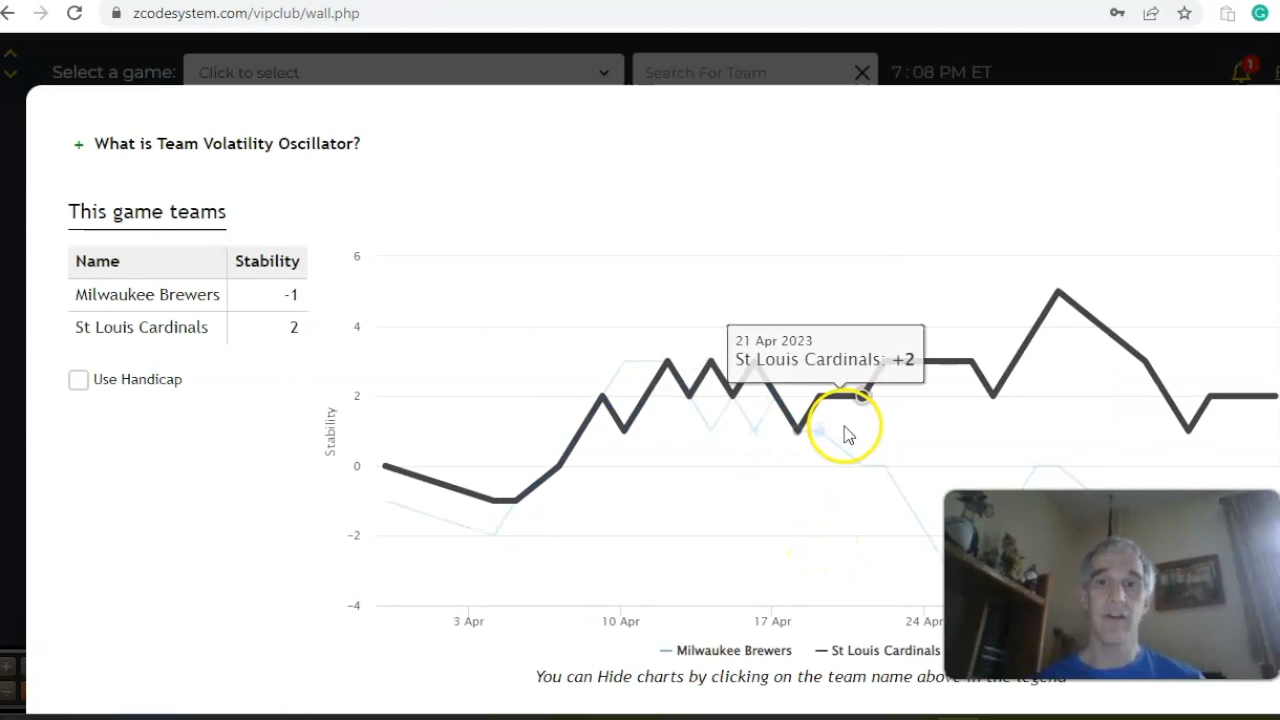 zcodesystem.com/vipclub/wall.php
Select a game: Click to select Search For Team 7:08 PM ET 1
+ What is Team Volatility Oscillator?
This game teams
Name Stability
Milwaukee Brewers -1
St Louis Cardinals 2
Use Handicap
Stability
6
4
2
0
-2
-4
21 Apr 2023
St Louis Cardinals: +2
3 Apr 10 Apr 17 Apr 24 Apr
Milwaukee Brewers St Louis Cardinals
You can Hide charts by clicking on the team name above in the legend